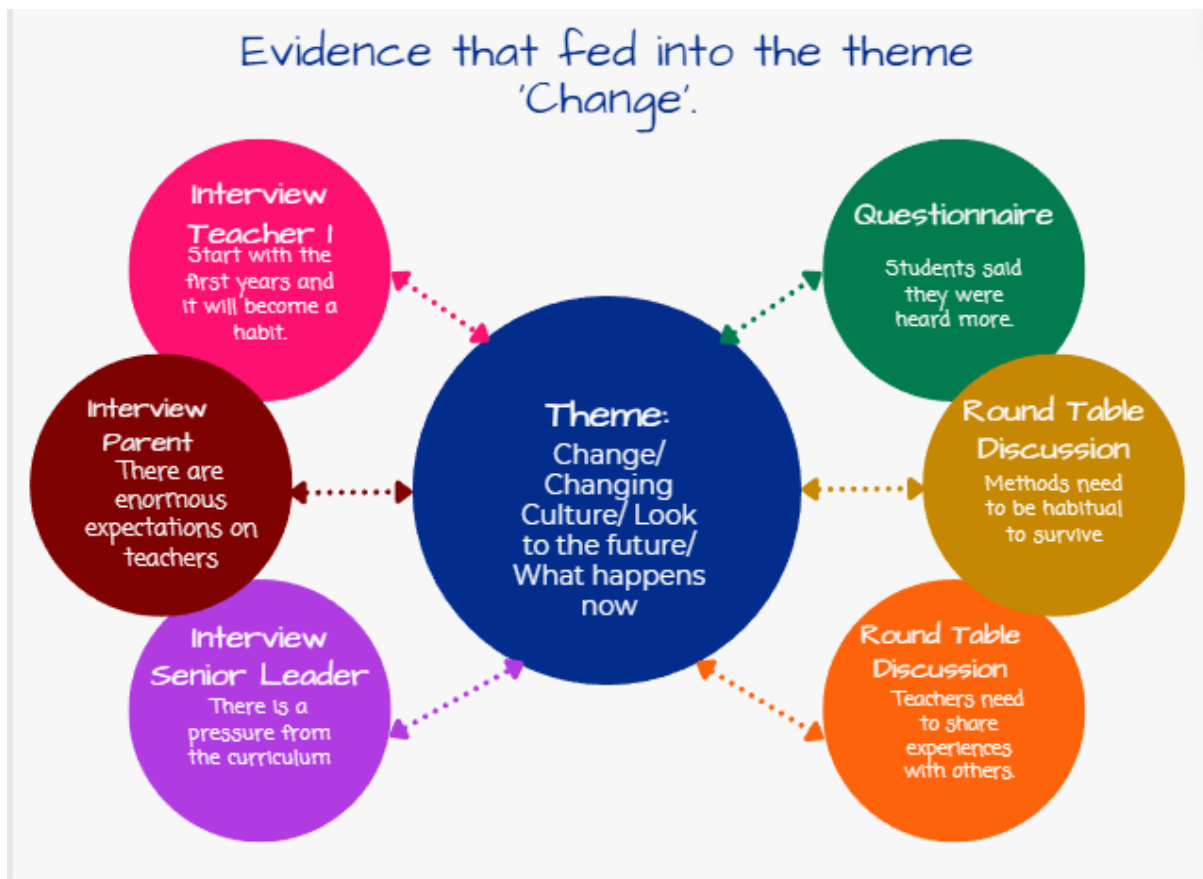 Evidence that fed into the theme
'Change'.
Interview
Teacher 1
Start with the
first years and
it will become a
habit.
Questionnaire
Students said
they were
heard more.
Interview
Parent
There are
enormous
expectations on
teachers
Theme:
Change/
Changing
Culture/ Look
to the future/
What happens
now
Round Table
Discussion
Methods need
to be habitual
to survive
Interview
Senior Leader
There is a
pressure from
the curriculum
Round Table
Discussion
Teachers need
to share
experiences
with others.